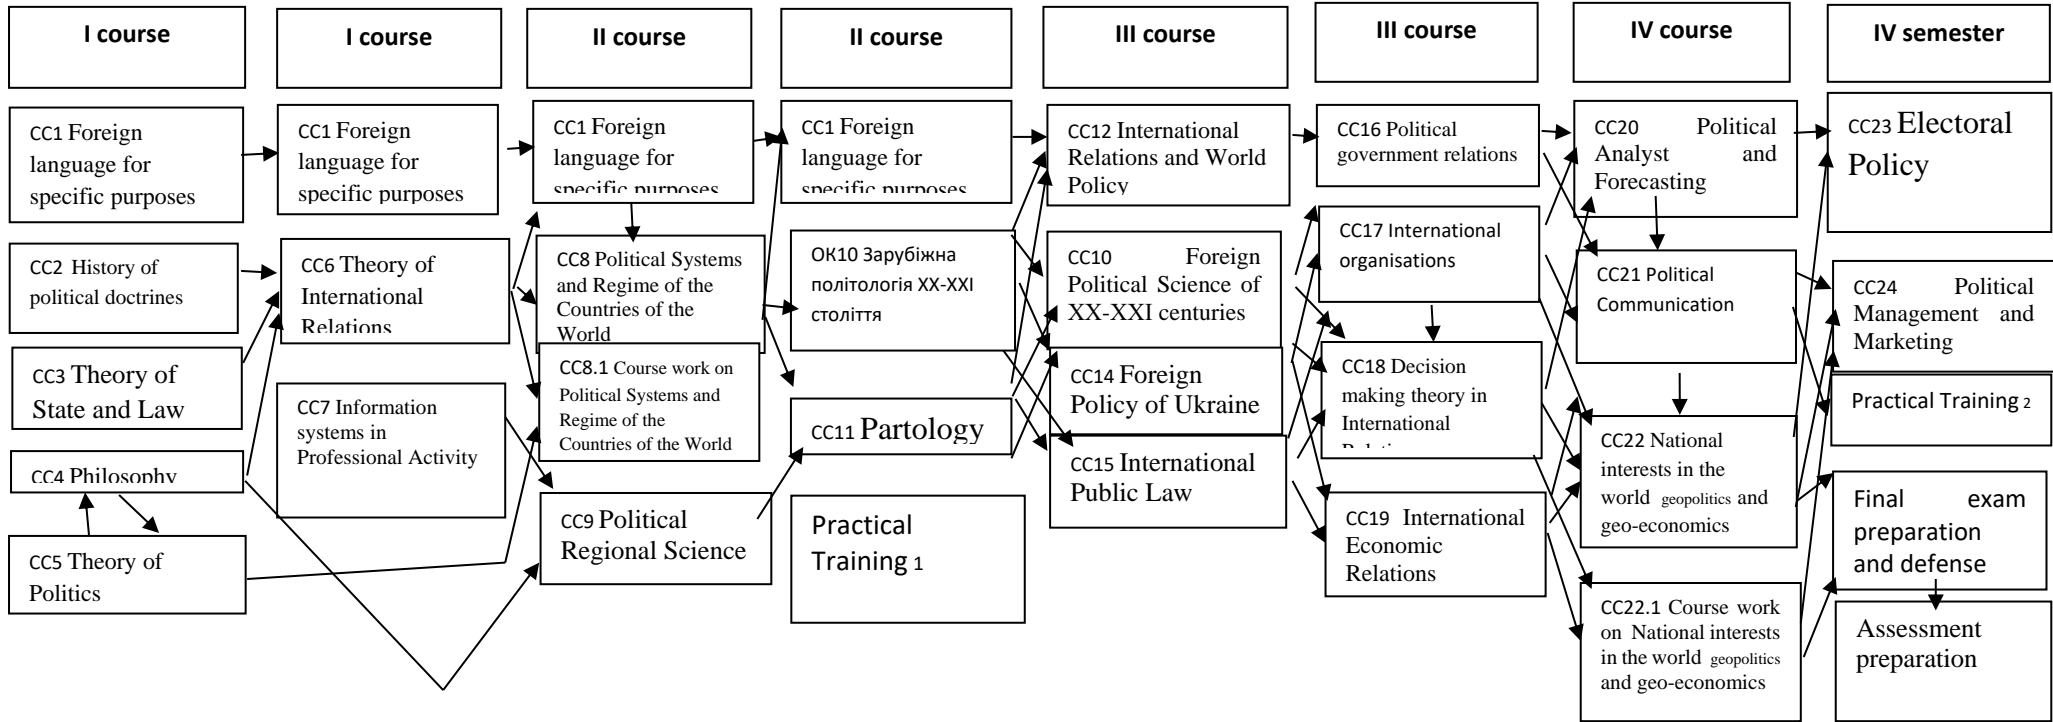 I course
I course
II course
II course
III course
III course
IV course
IV semester
CC1 Foreign
language for
specific purposes
CC2 History of
political doctrines
CC3 Theory of
State and Law
CC4 Philosophy
CC5 Theory of
Politics
CC1 Foreign
language for
specific purposes
CC6 Theory of
International
Relations
CC7 Information
systems in
Professional Activity
CC1 Foreign
language for
specific purposes
CC8 Political Systems
and Regime of the
Countries of the
World
CC8.1 Course work on
Political Systems and
Regime of the
Countries of the World
CC9 Political
Regional Science
CC1 Foreign
language for
specific purposes
ОК10 Зарубіжна
політологія ХХ-ХХІ
століття
CC11 Partology
Practical
Training 1
CC12 International
Relations and World
Policy
CC10 Foreign
Political Science of
XX-XXI centuries
CC14 Foreign
Policy of Ukraine
CC15 International
Public Law
CC16 Political
government relations
CC17 International
organisations
CC18 Decision
making theory in
International
CC19 International
Economic
Relations
CC20 Political
Analyst and
Forecasting
CC21 Political
Communication
CC22 National
interests in the
world geopolitics and
geo-economics
CC22.1 Course work
on National interests
in the world geopolitics
and geo-economics
CC23 Electoral
Policy
CC24 Political
Management and
Marketing
Practical Training 2
Final exam
preparation
and defense
Assessment
preparation